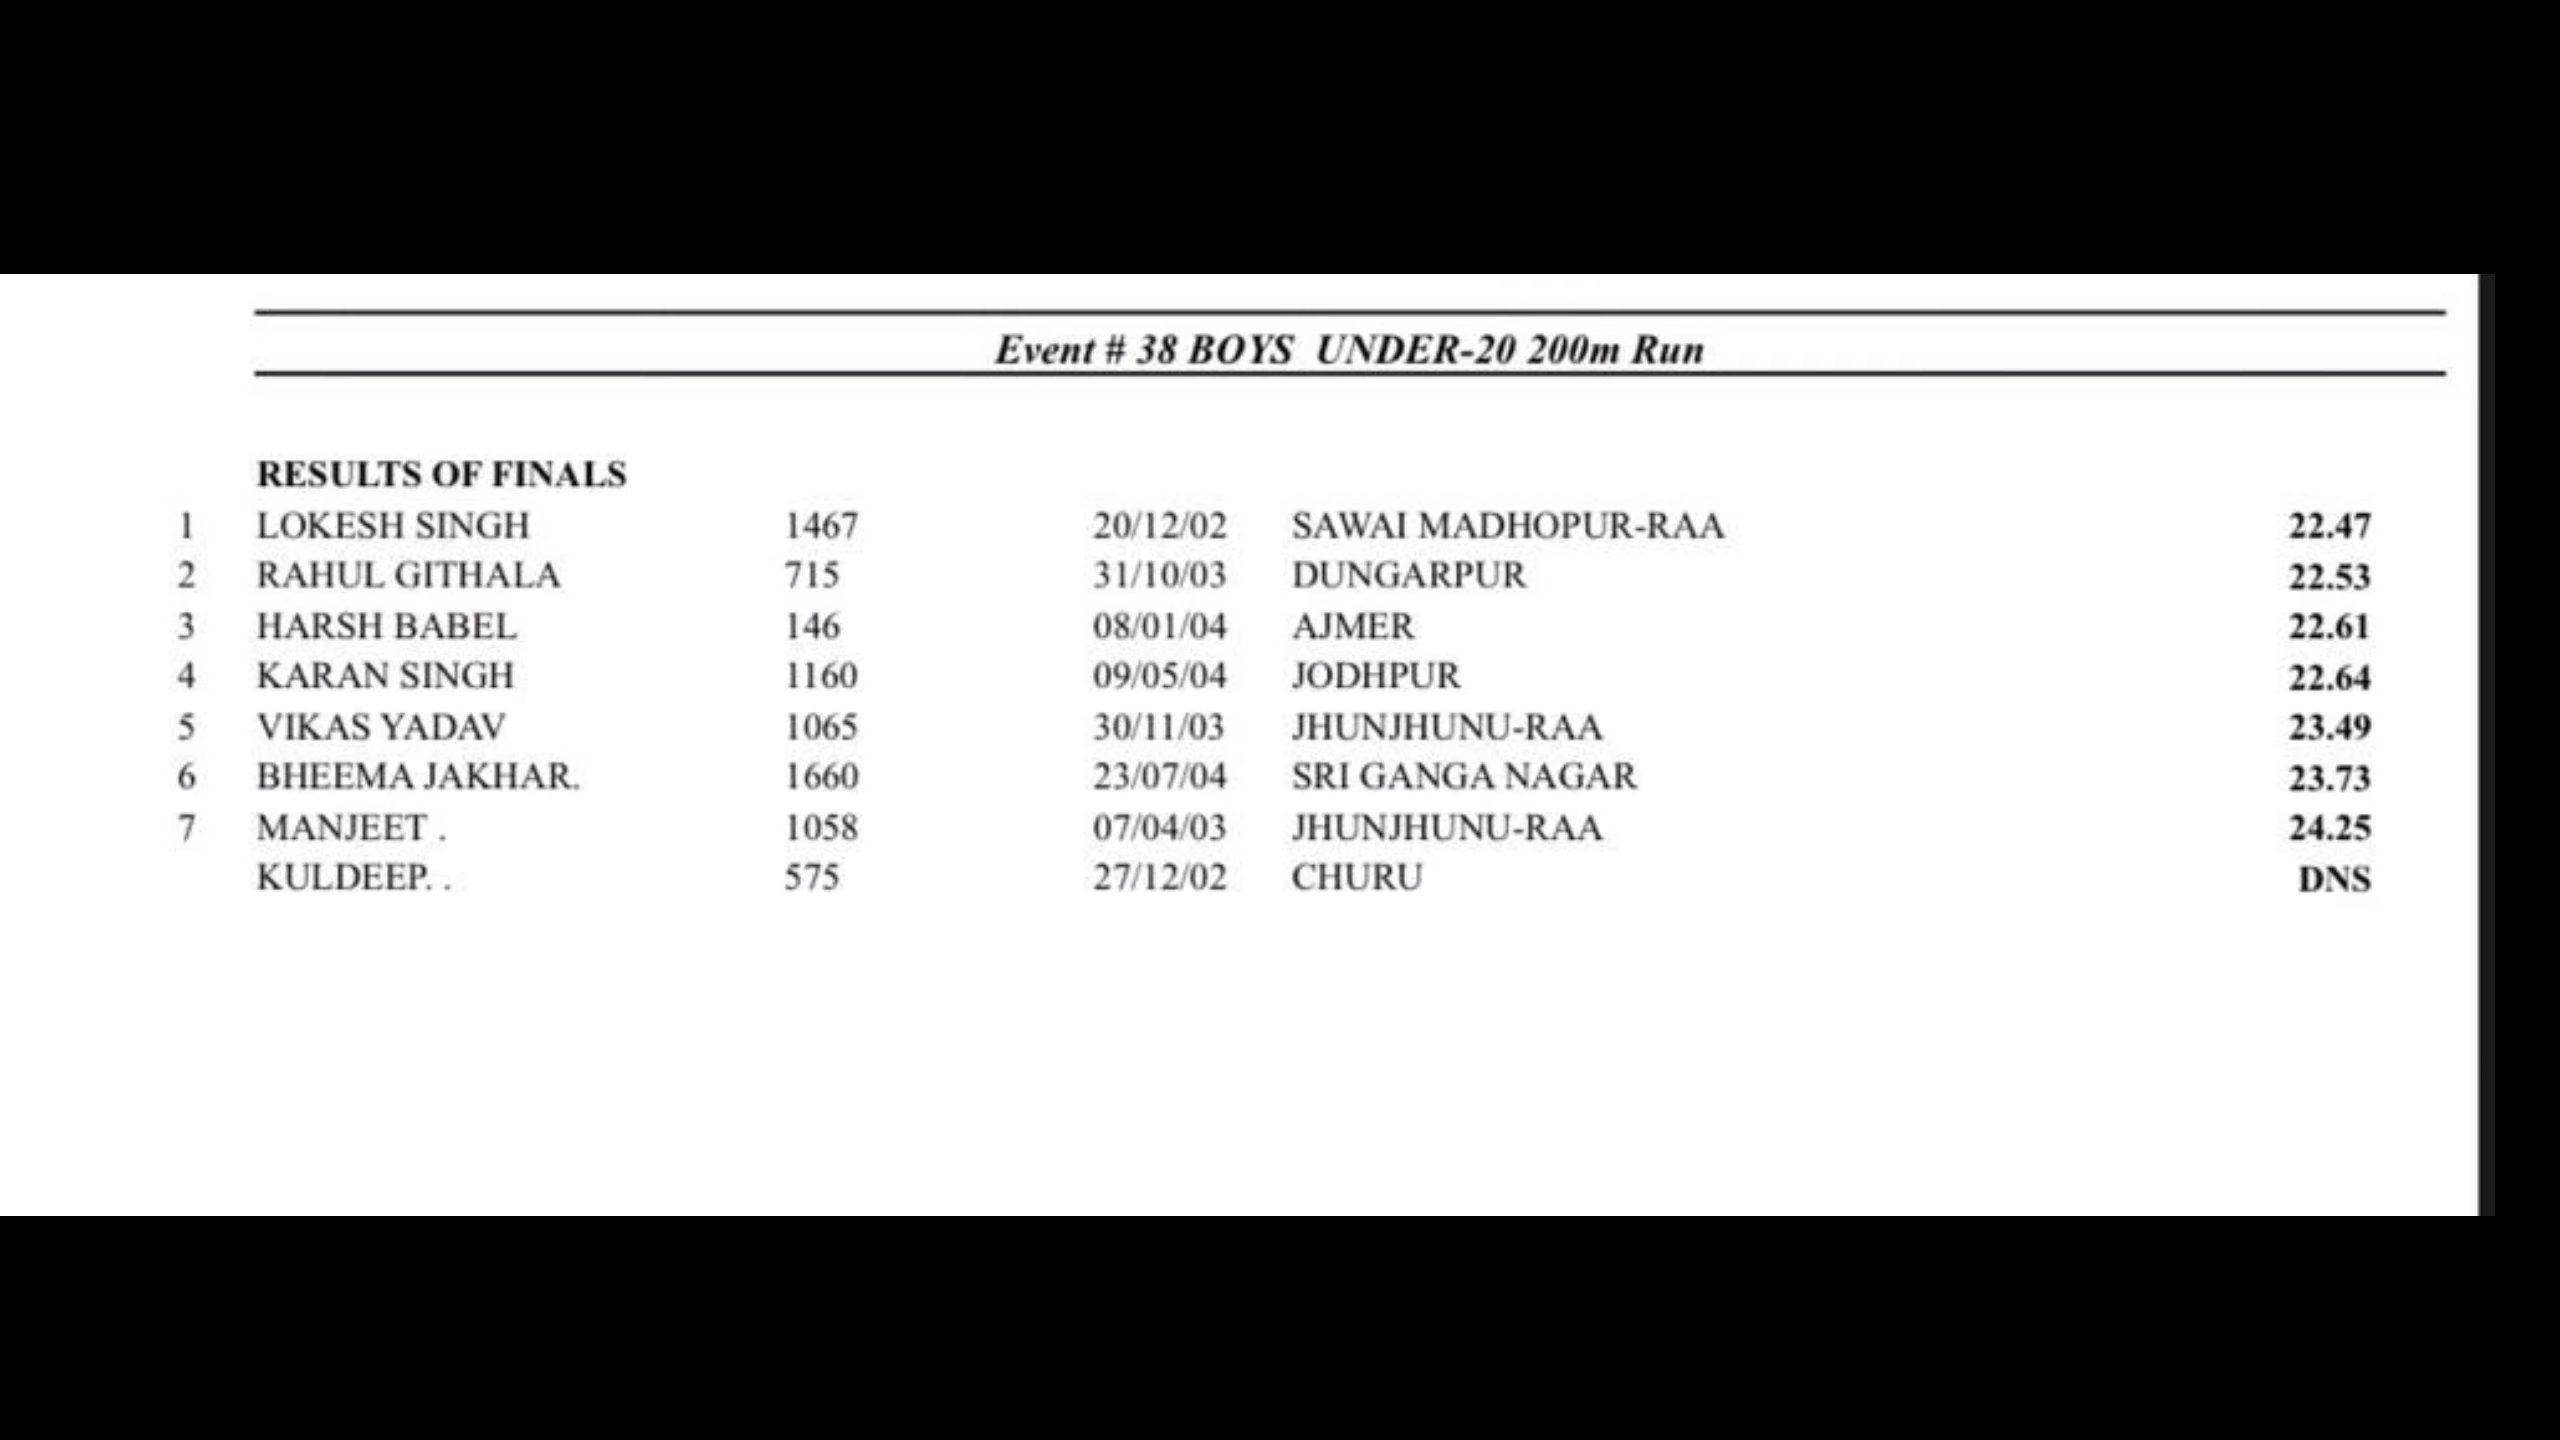 Event # 38 BOYS  UNDER-20 200m Run
RESULTS OF FINALS
1 LOKESH SINGH 1467 20/12/02 SAWAI MADHOPUR-RAA 22.47
2 RAHUL GITHALA 715 31/10/03 DUNGARPUR 22.53
3 HARSH BABEL 146 08/01/04 AJMER 22.61
4 KARAN SINGH 1160 09/05/04 JODHPUR 22.64
5 VIKAS YADAV 1065 30/11/03 JHUNJHUNU-RAA 23.49
6 BHEEMA JAKHAR. 1660 23/07/04 SRI GANGA NAGAR 23.73
7 MANJEET . 1058 07/04/03 JHUNJHUNU-RAA 24.25
KULDEEP. . 575 27/12/02 CHURU DNS